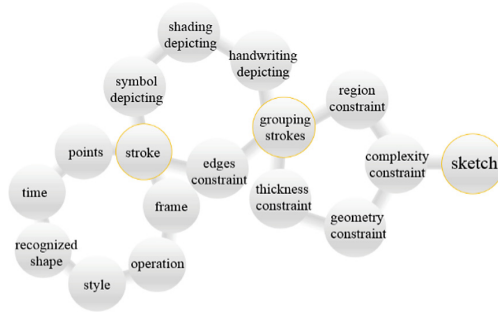 shading
depicting
handwriting
depicting
symbol
depicting
region
constraint
grouping
strokes
points
stroke
edges
constraint
complexity
constraint
sketch
time
frame
thickness
constraint
geometry
constraint
recognized
shape
operation
style